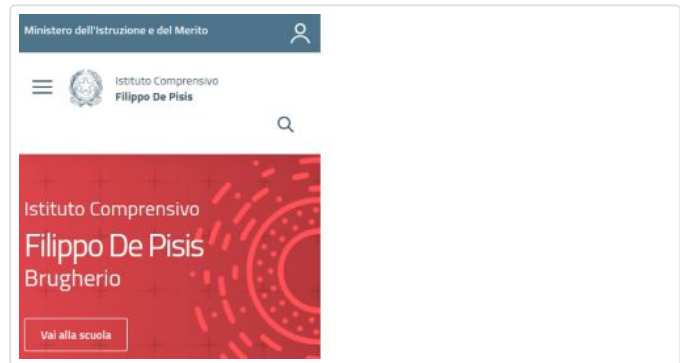 Ministero dell'Istruzione e del Merito
Istituto Comprensivo
Filippo De Pisis
Istituto Comprensivo
Filippo De Pisis
Brugherio
Vai alla scuola